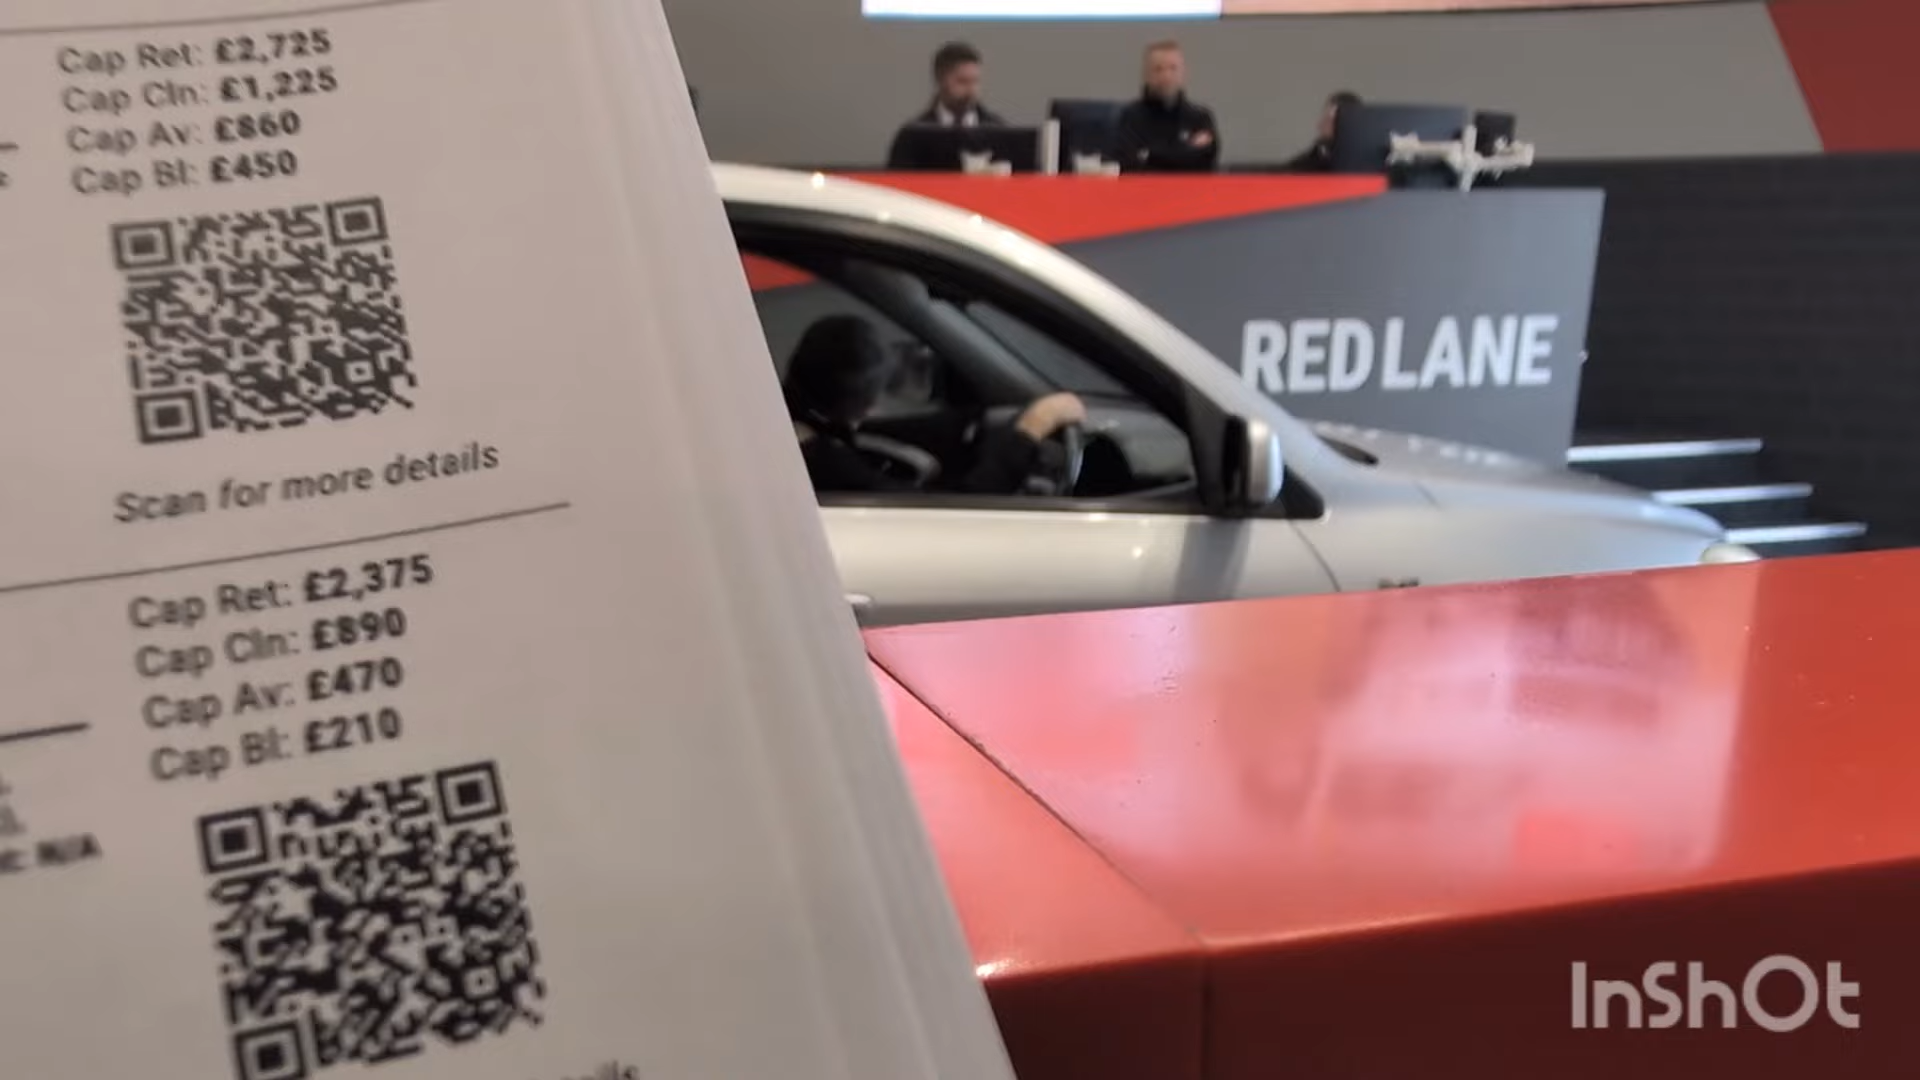 Cap Ret: £2,725
Cap Cln: £1,225
Cap Av: £860
Cap Bl: £450
Scan for more details
Cap Ret: £2,375
Cap Cln: £890
Cap Av: £470
Cap Bl: £210
N/A
RED LANE
InShOt